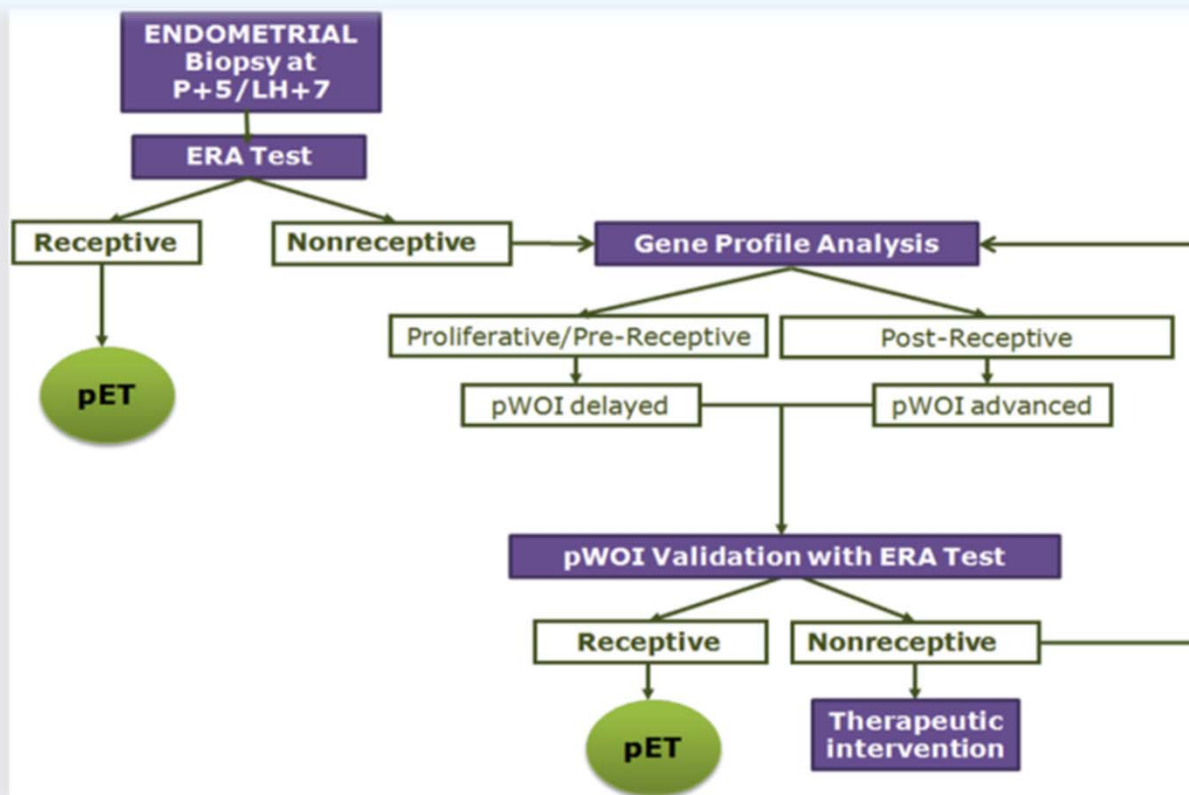 ENDOMETRIAL
Biopsy at
P+5/LH+7
ERA Test
Receptive
Nonreceptive
Gene Profile Analysis
Proliferative/Pre-Receptive
Post-Receptive
pET
pWOI delayed
pWOI advanced
pWOI Validation with ERA Test
Receptive
Nonreceptive
pET
Therapeutic
intervention